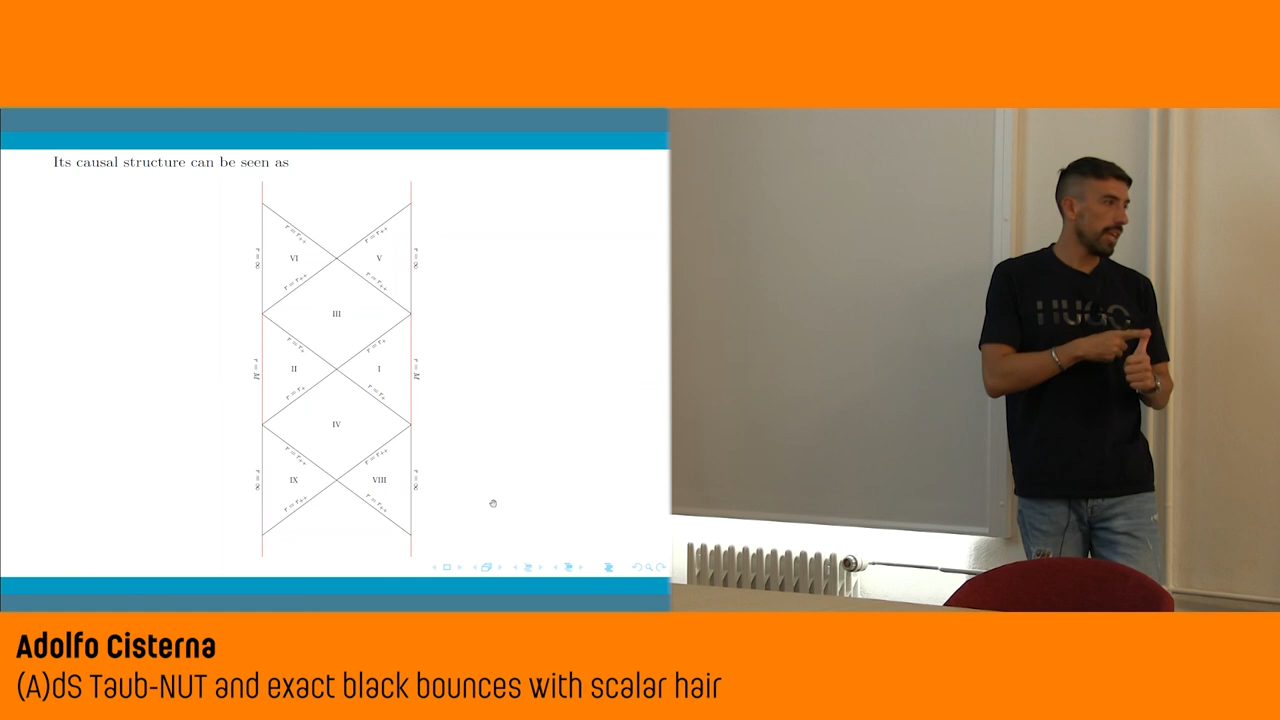 Its causal structure can be seen as
r = r₊₊
r = r₊₊
r = ∞
VI
V
r = ∞
r = r₊₊
r = r₊₊
III
r = r₊
r = r₊
r = M
II
I
r = M
r = r₊
r = r₊
IV
r = r₊₊
r = r₊₊
r = ∞
IX
VIII
r = ∞
r = r₊₊
r = r₊₊
HUGO
Adolfo Cisterna
(A)dS Taub-NUT and exact black bounces with scalar hair